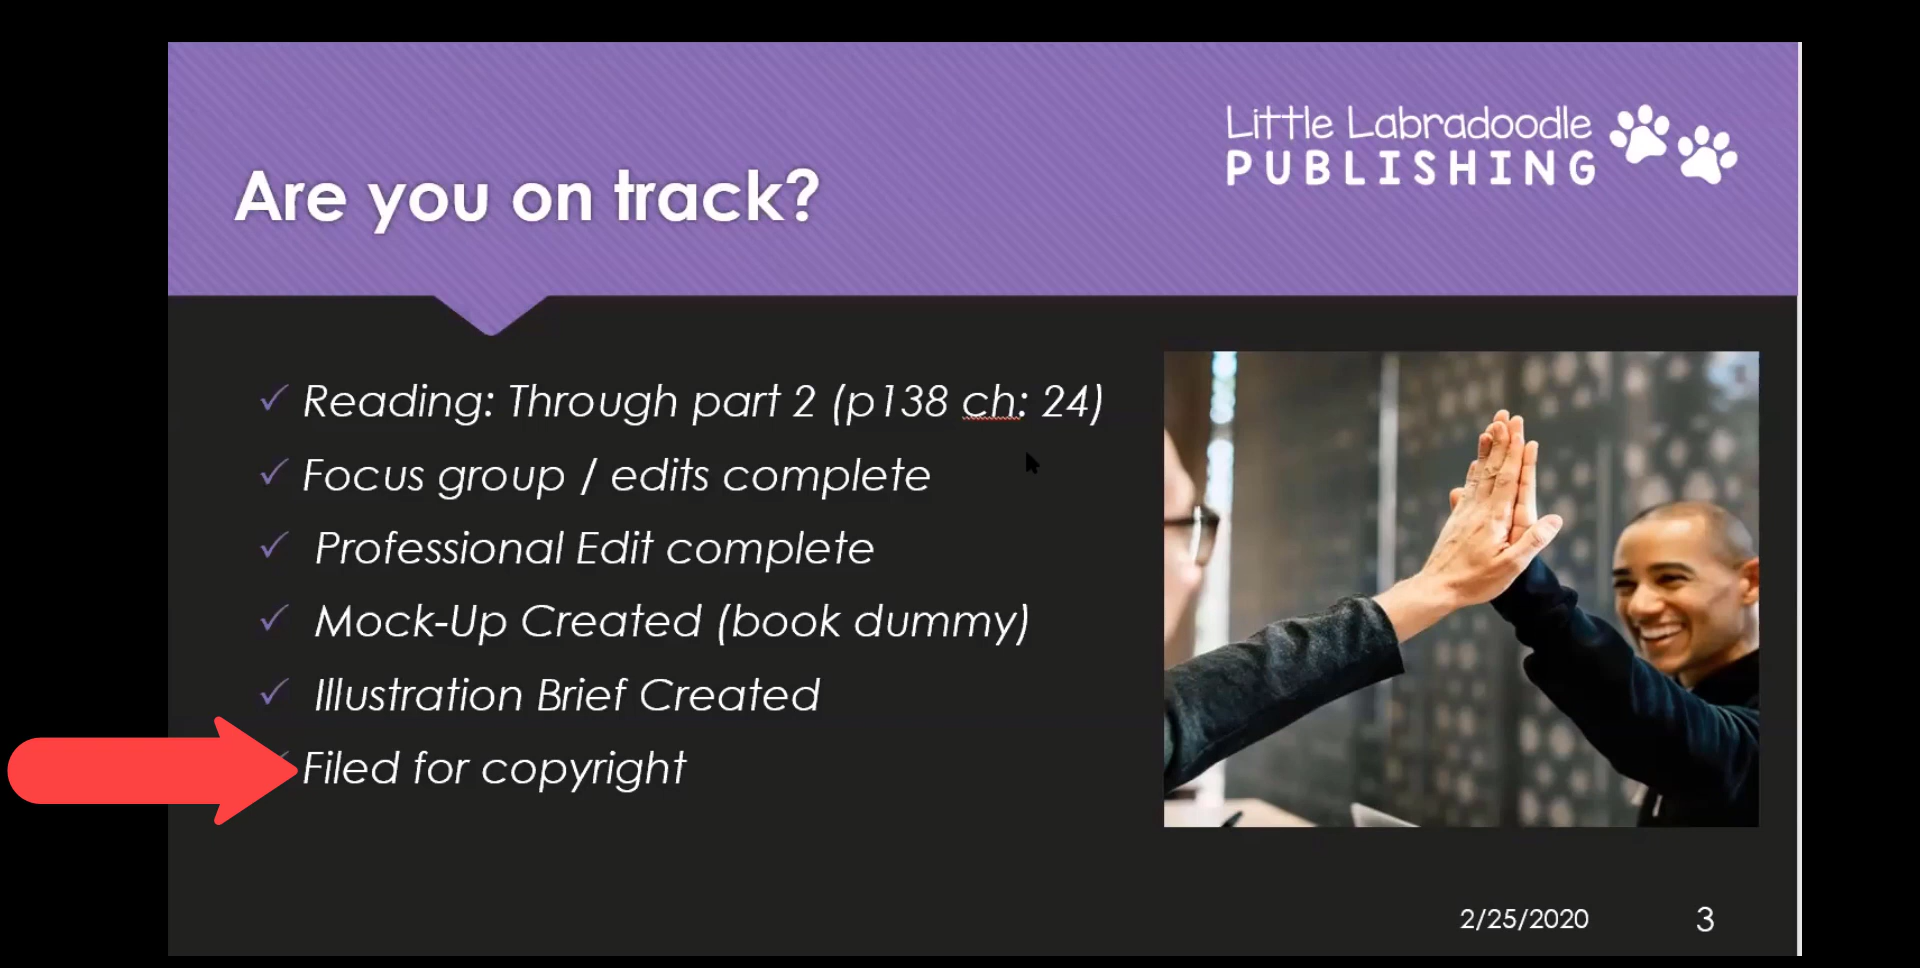 Little Labradoodle
PUBLISHING
Are you on track?
Reading: Through part 2 (p138 ch: 24)
Focus group / edits complete
Professional Edit complete
Mock-Up Created (book dummy)
Illustration Brief Created
Filed for copyright
2/25/2020
3